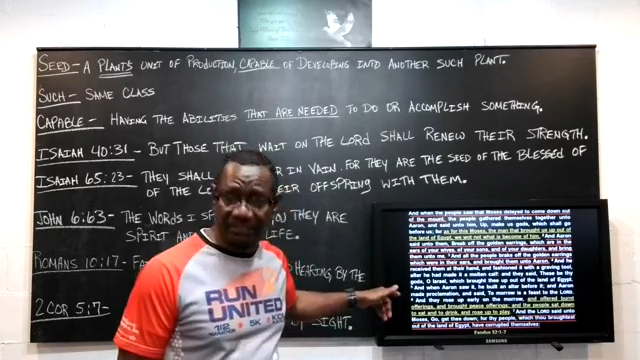 SEED - A PLANT'S UNIT OF PRODUCTION, CAPABLE OF DEVELOPING INTO ANOTHER SUCH PLANT.
SUCH - SAME CLASS
CAPABLE - HAVING THE ABILITIES THAT ARE NEEDED TO DO OR ACCOMPLISH SOMETHING.
ISAIAH 40:31 - BUT THOSE THAT WAIT ON THE LORD SHALL RENEW THEIR STRENGTH.
ISAIAH 65:23 - THEY SHALL IN VAIN. FOR THEY ARE THE SEED OF THE BLESSED OF
OF THE THEIR OFFSPRING WITH THEM.
JOHN 6:63 - THE WORDS I YOU THEY ARE
SPIRIT LIFE.
ROMANS 10:17 - HEARING BY THE
2 COR 5:7 - SIGHT.
RUN
UNITED
1/2
5K
And when the people saw that Moses delayed to come down out
of the mount, the people gathered themselves together unto
Aaron, and said unto him, Up, make us gods, which shall go
before us; for as for this Moses, the man that brought us up out of
the land of Egypt, we wot not what is become of him. And Aaron
said unto them, Break off the golden earrings, which are in the
ears of your wives, of your sons, and of your daughters, and bring
them unto me. And all the people brake off the golden earrings
which were in their ears, and brought them unto Aaron. And he
received them at their hand, and fashioned it with a graving tool,
after he had made it a molten calf: and they said, These be thy
gods, O Israel, which brought thee up out of the land of Egypt.
And when Aaron saw it, he built an altar before it; and Aaron
made proclamation, and said, To morrow is a feast to the LORD.
And they rose up early on the morrow, and offered burnt
offerings, and brought peace offerings; and the people sat down
to eat and to drink, and rose up to play. And the LORD said unto
Moses, Go, get thee down; for thy people, which thou broughtest
out of the land of Egypt, have corrupted themselves:
Exodus 32:1-7
SAMSUNG